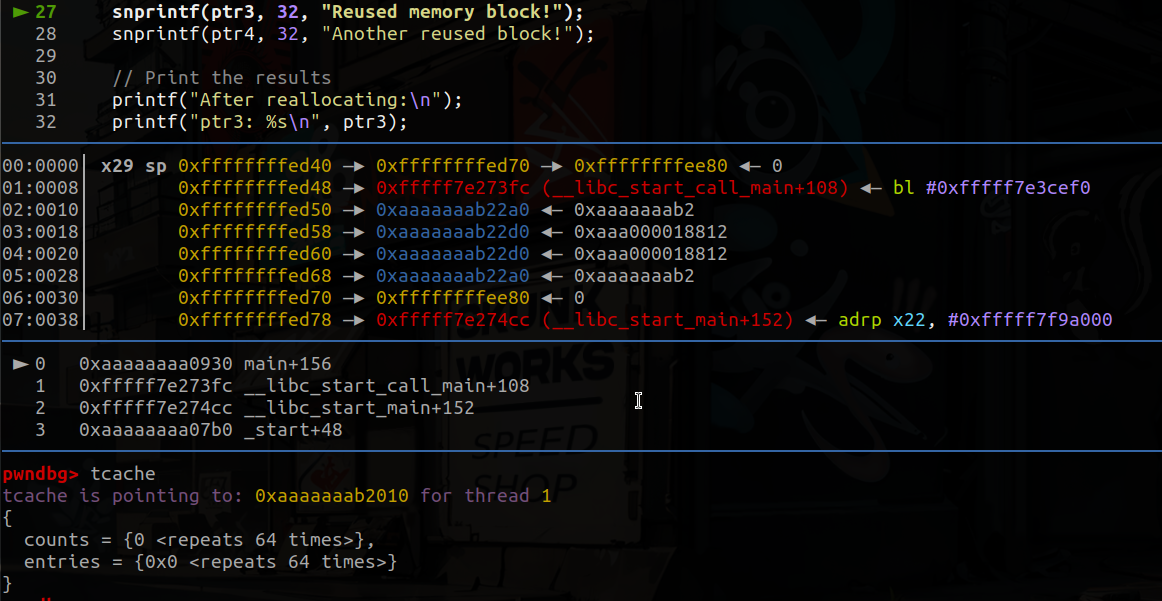 ► 27     snprintf(ptr3, 32, "Reused memory block!");
28     snprintf(ptr4, 32, "Another reused block!");
29
30     // Print the results
31     printf("After reallocating:\n");
32     printf("ptr3: %s\n", ptr3);
00:0000│ x29 sp 0xffffffffed40 —▸ 0xffffffffed70 —▸ 0xffffffffee80 ◂— 0
01:0008│ 0xffffffffed48 —▸ 0xfffff7e273fc (__libc_start_call_main+108) ◂— bl #0xfffff7e3cef0
02:0010│ 0xffffffffed50 —▸ 0xaaaaaaab22a0 ◂— 0xaaaaaaab2
03:0018│ 0xffffffffed58 —▸ 0xaaaaaaab22d0 ◂— 0xaaa000018812
04:0020│ 0xffffffffed60 —▸ 0xaaaaaaab22d0 ◂— 0xaaa000018812
05:0028│ 0xffffffffed68 —▸ 0xaaaaaaab22a0 ◂— 0xaaaaaaab2
06:0030│ 0xffffffffed70 —▸ 0xffffffffee80 ◂— 0
07:0038│ 0xffffffffed78 —▸ 0xfffff7e274cc (__libc_start_main+152) ◂— adrp x22, #0xfffff7f9a000
► 0   0xaaaaaaaa0930 main+156
1   0xfffff7e273fc __libc_start_call_main+108
2   0xfffff7e274cc __libc_start_main+152
3   0xaaaaaaaa07b0 _start+48
WORKS
SPEED
SHOP
pwndbg> tcache
tcache is pointing to: 0xaaaaaaab2010 for thread 1
{
  counts = {0 <repeats 64 times>},
  entries = {0x0 <repeats 64 times>}
}